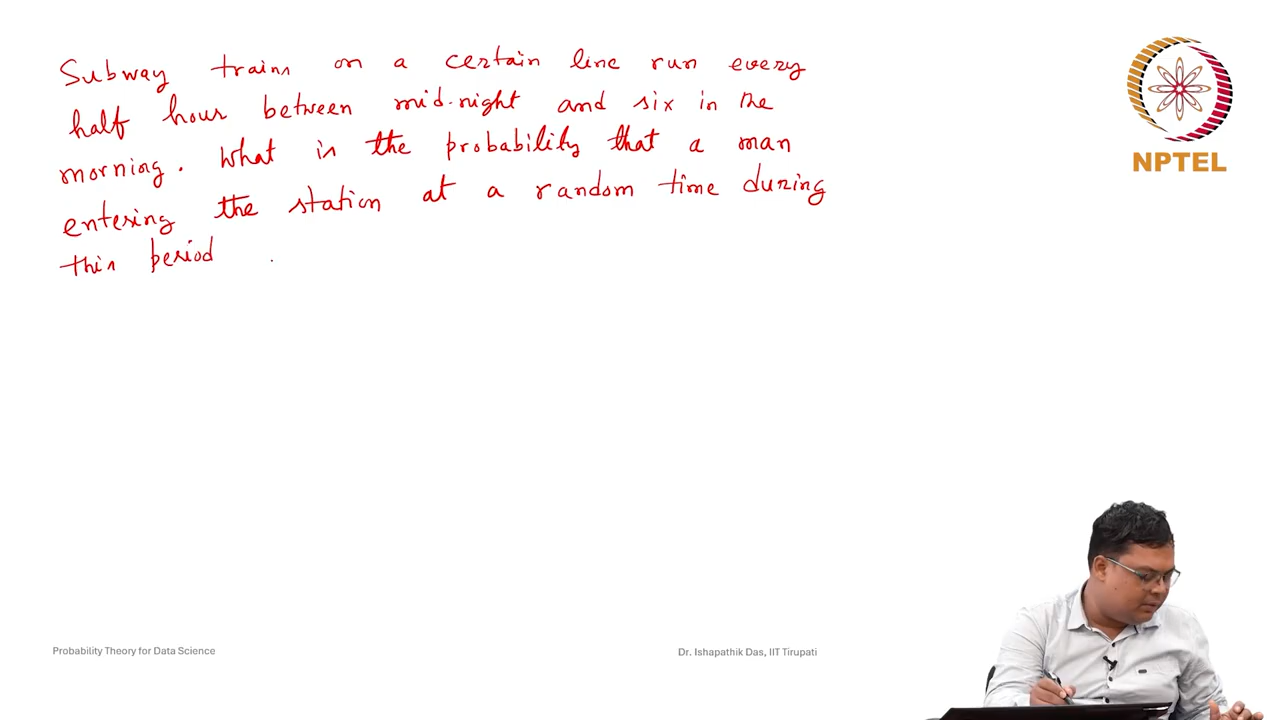 Subway trains on a certain line run every
half hour between mid-night and six in the
morning. What is the probability that a man
entering the station at a random time during
this period
NPTEL
Probability Theory for Data Science
Dr. Ishapathik Das, IIT Tirupati